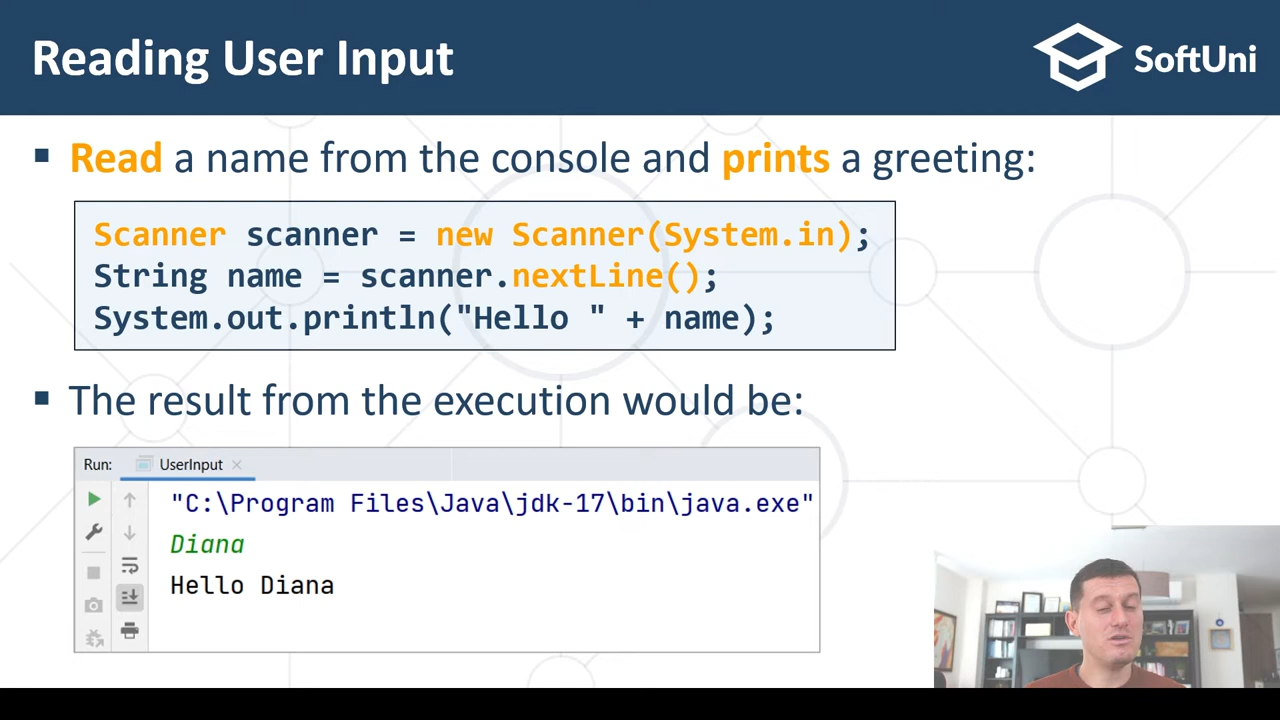 Reading User Input
SoftUni
▪ Read a name from the console and prints a greeting:
Scanner scanner = new Scanner(System.in);
String name = scanner.nextLine();
System.out.println("Hello " + name);
▪ The result from the execution would be:
Run: UserInput ×
"C:\Program Files\Java\jdk-17\bin\java.exe"
Diana
Hello Diana